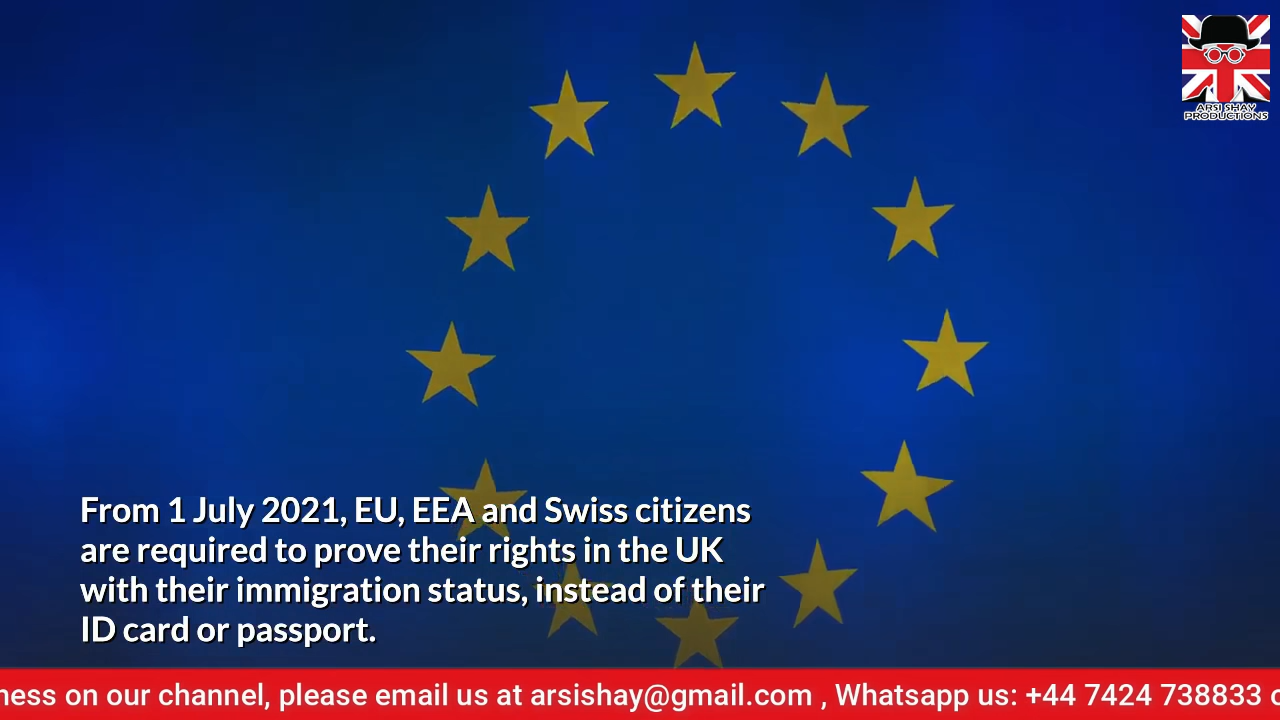 ARSI SHAY
PRODUCTIONS
From 1 July 2021, EU, EEA and Swiss citizens
are required to prove their rights in the UK
with their immigration status, instead of their
ID card or passport.
on our channel, please email us at arsishay@gmail.com , Whatsapp us: +44 7424 738833